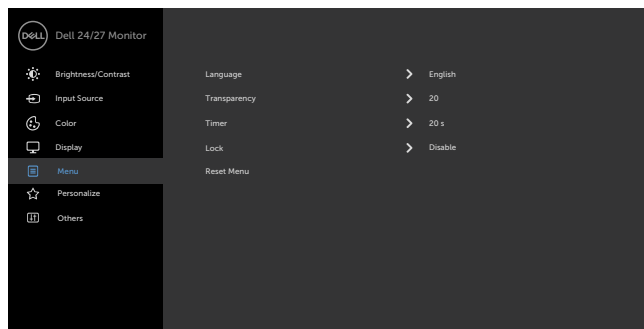 DELL Dell 24/27 Monitor
Brightness/Contrast Language English
Input Source Transparency 20
Color Timer 20 s
Display Lock Disable
Menu Reset Menu
Personalize
Others